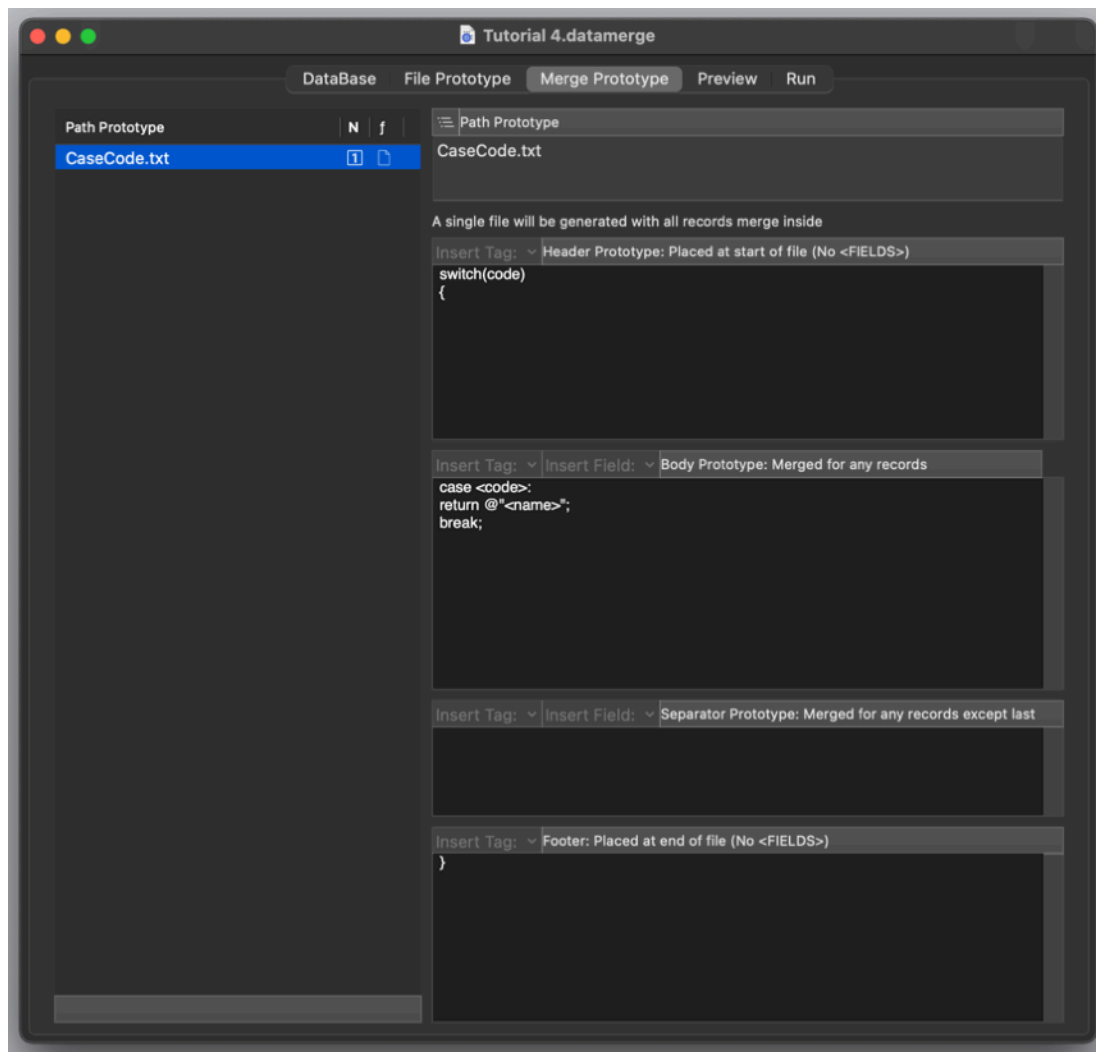 Tutorial 4.datamerge
DataBase File Prototype Merge Prototype Preview Run
Path Prototype N f
CaseCode.txt 1
Path Prototype
CaseCode.txt
A single file will be generated with all records merge inside
Insert Tag: Header Prototype: Placed at start of file (No <FIELDS>)
switch(code)
{
Insert Tag: Insert Field: Body Prototype: Merged for any records
case <code>:
return @"<name>";
break;
Insert Tag: Insert Field: Separator Prototype: Merged for any records except last
Insert Tag: Footer: Placed at end of file (No <FIELDS>)
}